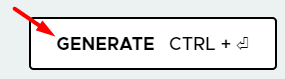 GENERATE CTRL + ⏎